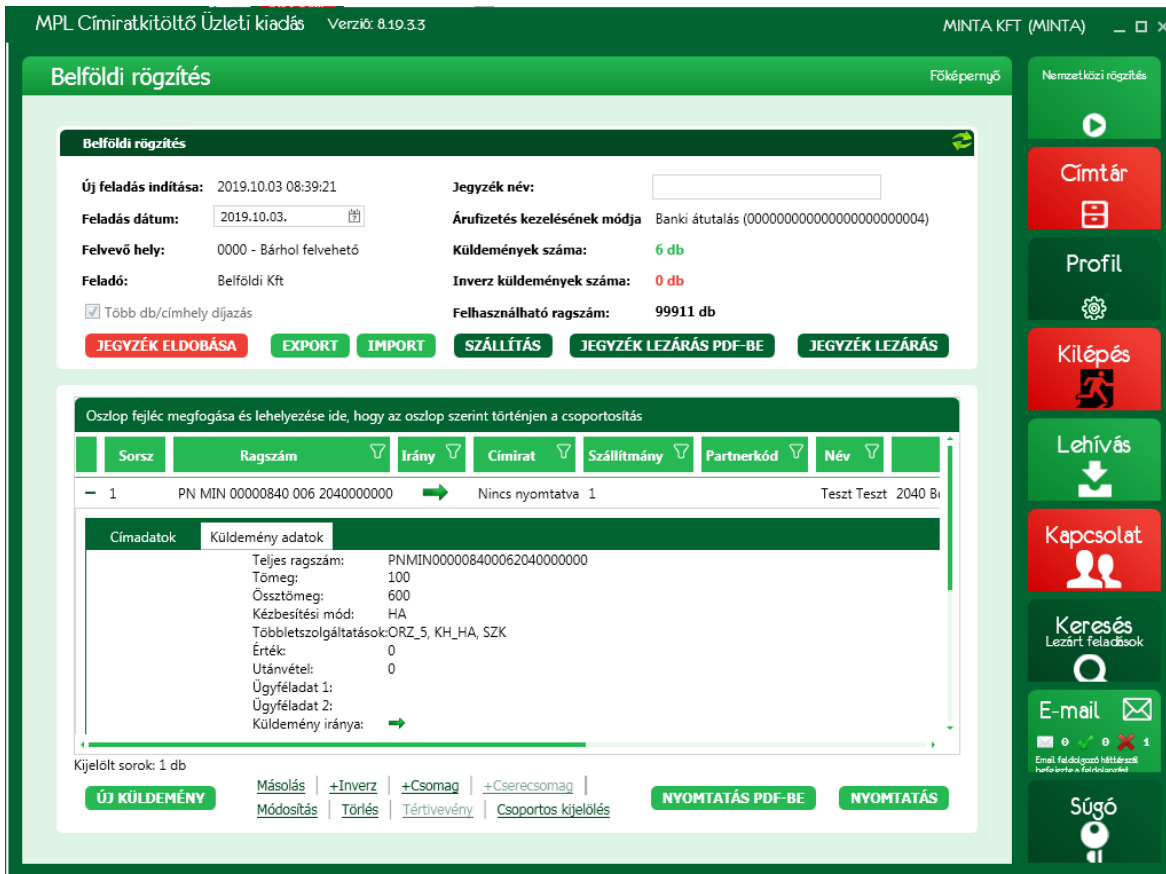 MPL Címiratkitöltő Üzleti kiadás Verzió: 8.19.3.3 MINTA KFT (MINTA)
Belföldi rögzítés Főképernyő
Belföldi rögzítés
Új feladás indítása: 2019.10.03 08:39:21 Jegyzék név:
Feladás dátum: 2019.10.03. Árufizetés kezelésének módja Banki átutalás (000000000000000000000004)
Felvevő hely: 0000 - Bárhol felvehető Küldemények száma: 6 db
Feladó: Belföldi Kft Inverz küldemények száma: 0 db
Több db/címhely díjazás Felhasználható ragszám: 99911 db
JEGYZÉK ELDOBÁSA EXPORT IMPORT SZÁLLÍTÁS JEGYZÉK LEZÁRÁS PDF-BE JEGYZÉK LEZÁRÁS
Oszlop fejléc megfogása és lehelyezése ide, hogy az oszlop szerint történjen a csoportosítás
Sorsz Ragszám Irány Címirat Szállítmány Partnerkód Név
1 PN MIN 00000840 006 2040000000 Nincs nyomtatva 1 Teszt Teszt 2040
Címadatok Küldemény adatok
Teljes ragszám: PNMIN000008400062040000000
Tömeg: 100
Össztömeg: 600
Kézbesítési mód: HA
Többletszolgáltatások:ORZ_5, KH_HA, SZK
Érték: 0
Utánvétel: 0
Ügyféladat 1:
Ügyféladat 2:
Küldemény iránya:
Kijelölt sorok: 1 db
ÚJ KÜLDEMÉNY Másolás +Inverz +Csomag +Cserecsomag NYOMTATÁS PDF-BE NYOMTATÁS
Módosítás Törlés Tértivevény Csoportos kijelölés
Nemzetközi rögzítés
Címtár
Profil
Kilépés
Lehívás
Kapcsolat
Keresés
Lezárt feladások
E-mail
0 0 1
Email feldolgozó háttérszál
befejezte a feldolgozást
Súgó